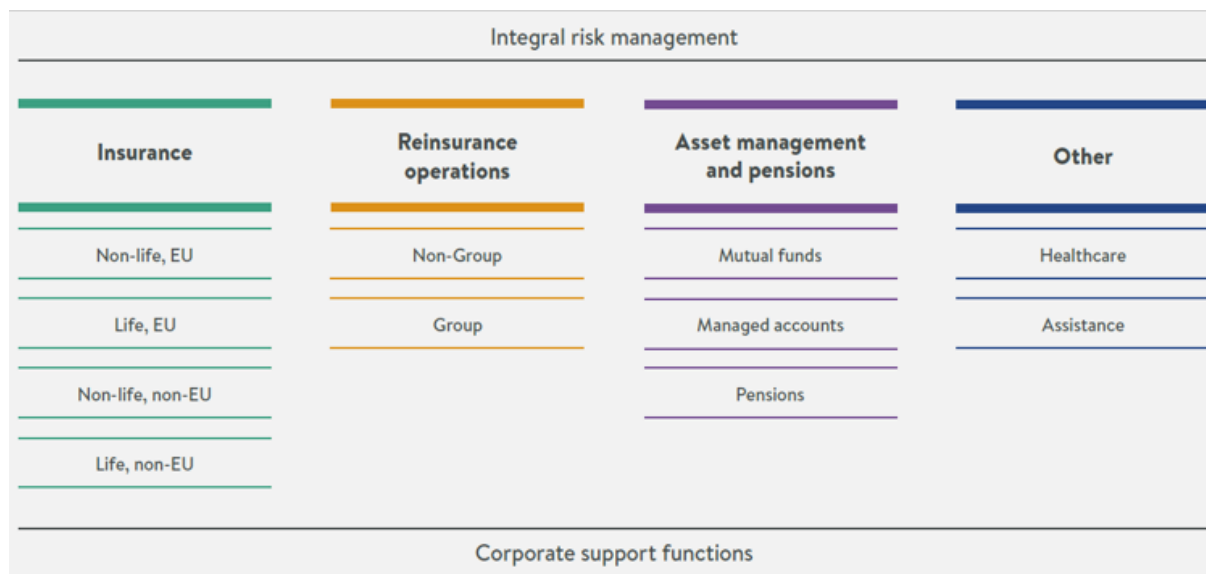 Integral risk management
Insurance
Non-life, EU
Life, EU
Non-life, non-EU
Life, non-EU
Reinsurance
operations
Non-Group
Group
Asset management
and pensions
Mutual funds
Managed accounts
Pensions
Other
Healthcare
Assistance
Corporate support functions